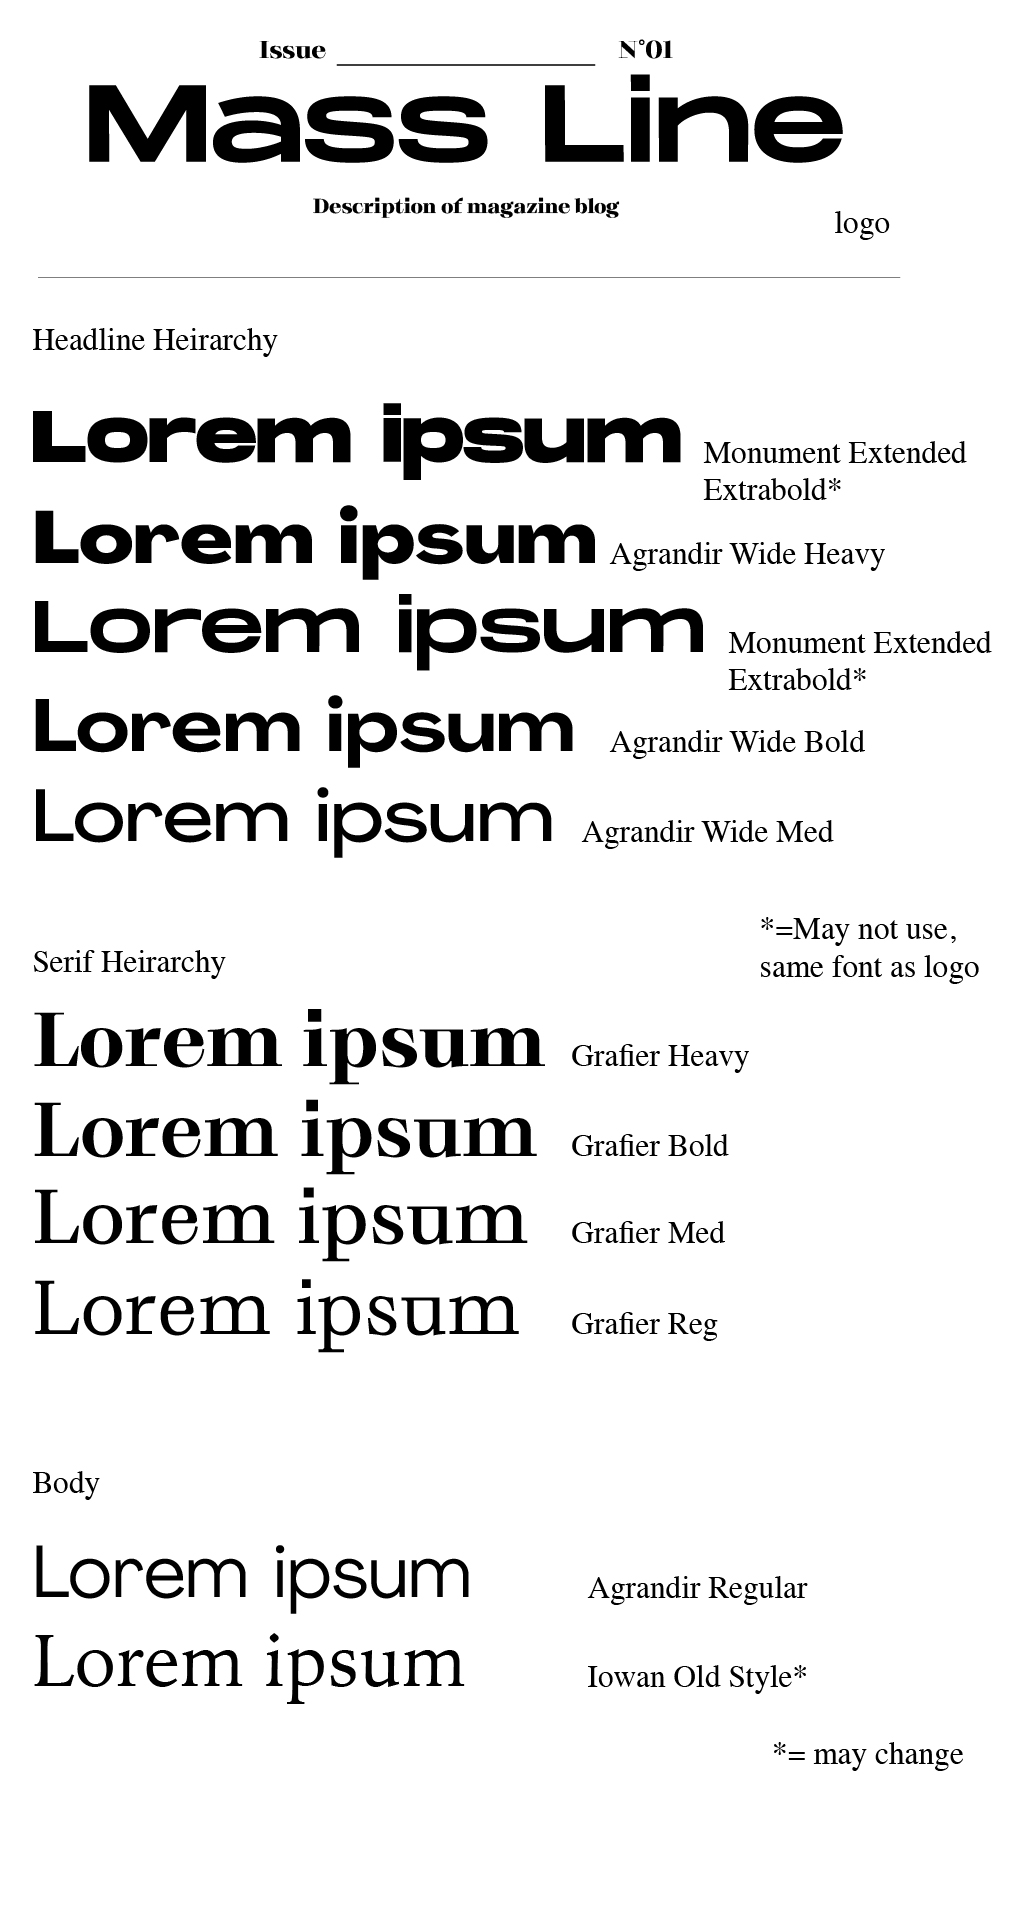 Issue ____________ N°01
Mass Line
Description of magazine blog
logo
Headline Heirarchy
Lorem ipsum Monument Extended
Extrabold*
Lorem ipsum Agrandir Wide Heavy
Lorem ipsum Monument Extended
Extrabold*
Lorem ipsum Agrandir Wide Bold
Lorem ipsum Agrandir Wide Med
*=May not use,
same font as logo
Serif Heirarchy
Lorem ipsum Grafier Heavy
Lorem ipsum Grafier Bold
Lorem ipsum Grafier Med
Lorem ipsum Grafier Reg
Body
Lorem ipsum Agrandir Regular
Lorem ipsum Iowan Old Style*
*= may change